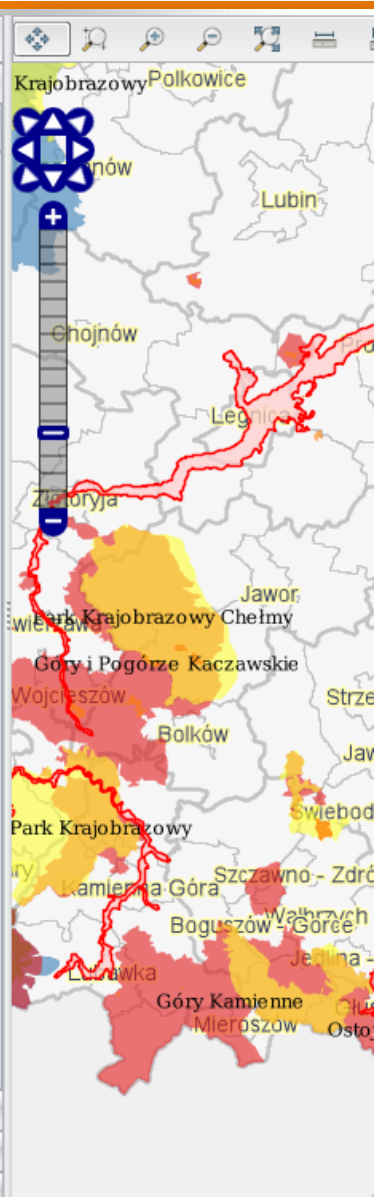 Krajobrazowy
Polkowice
Lubin
Chojnów
Legnica
Złotoryja
Jawor
Park Krajobrazowy Chełmy
Góry i Pogórze Kaczawskie
Wojcieszów
Strze
Bolków
Jaw
Świebod
Park Krajobrazowy
Szczawno - Zdró
Kamienna Góra
Wałbrzych
Boguszów - Gorce
Jedlina -
Lubawka
Góry Kamienne
Głus
Mieroszów
Ostoj